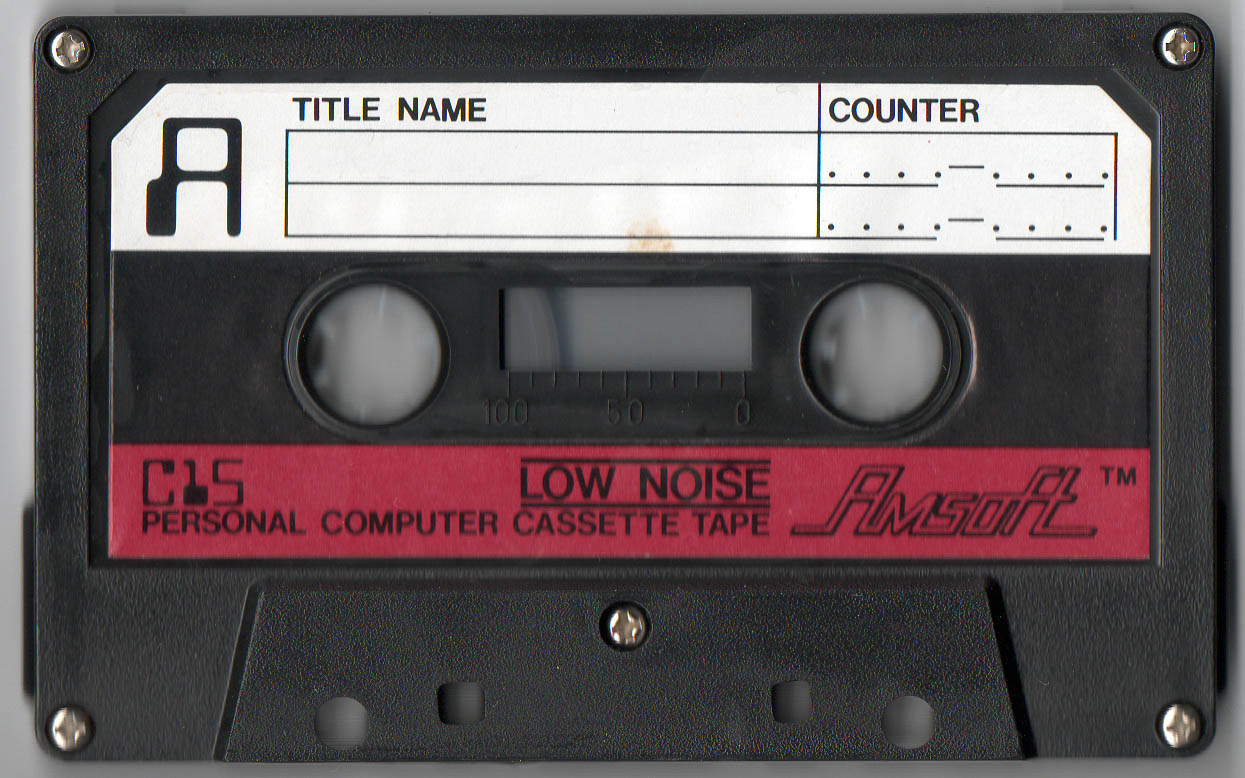 A
TITLE NAME
COUNTER
100 50 0
C15
LOW NOISE
PERSONAL COMPUTER CASSETTE TAPE
Amsoft TM